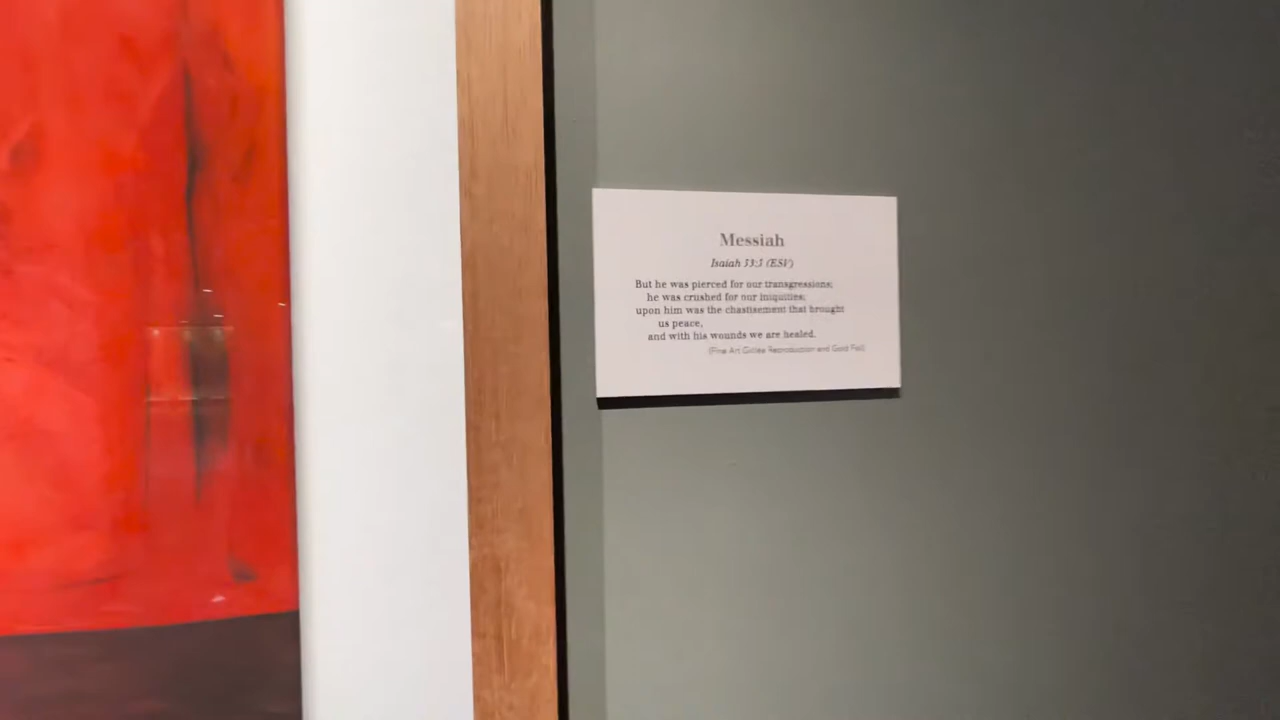 Messiah
Isaiah 53:5 (ESV)
But he was pierced for our transgressions;
he was crushed for our iniquities;
upon him was the chastisement that brought
us peace,
and with his wounds we are healed.
(Fine Art Giclée Reproduction and Gold Foil)